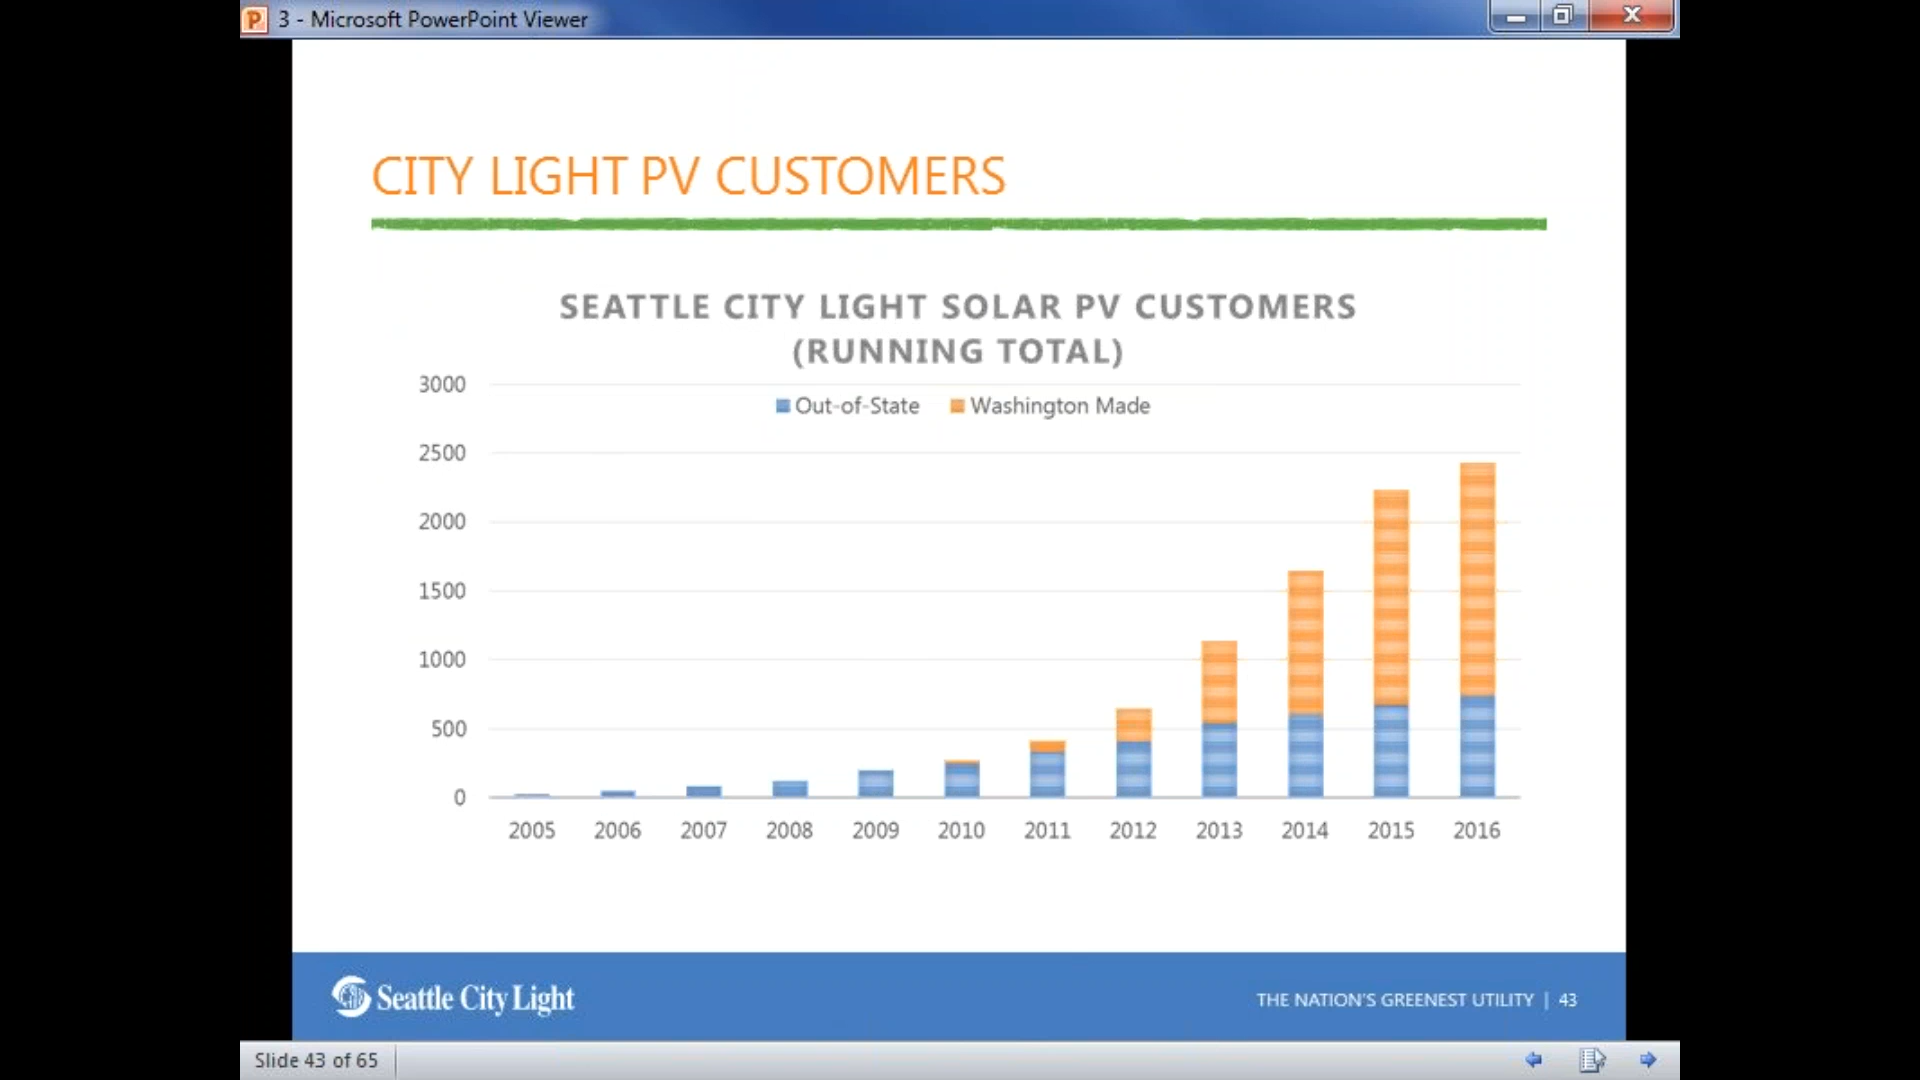 3 - Microsoft PowerPoint Viewer
CITY LIGHT PV CUSTOMERS
SEATTLE CITY LIGHT SOLAR PV CUSTOMERS
(RUNNING TOTAL)
Out-of-State Washington Made
3000
2500
2000
1500
1000
500
0
2005 2006 2007 2008 2009 2010 2011 2012 2013 2014 2015 2016
Seattle City Light
THE NATION'S GREENEST UTILITY | 43
Slide 43 of 65